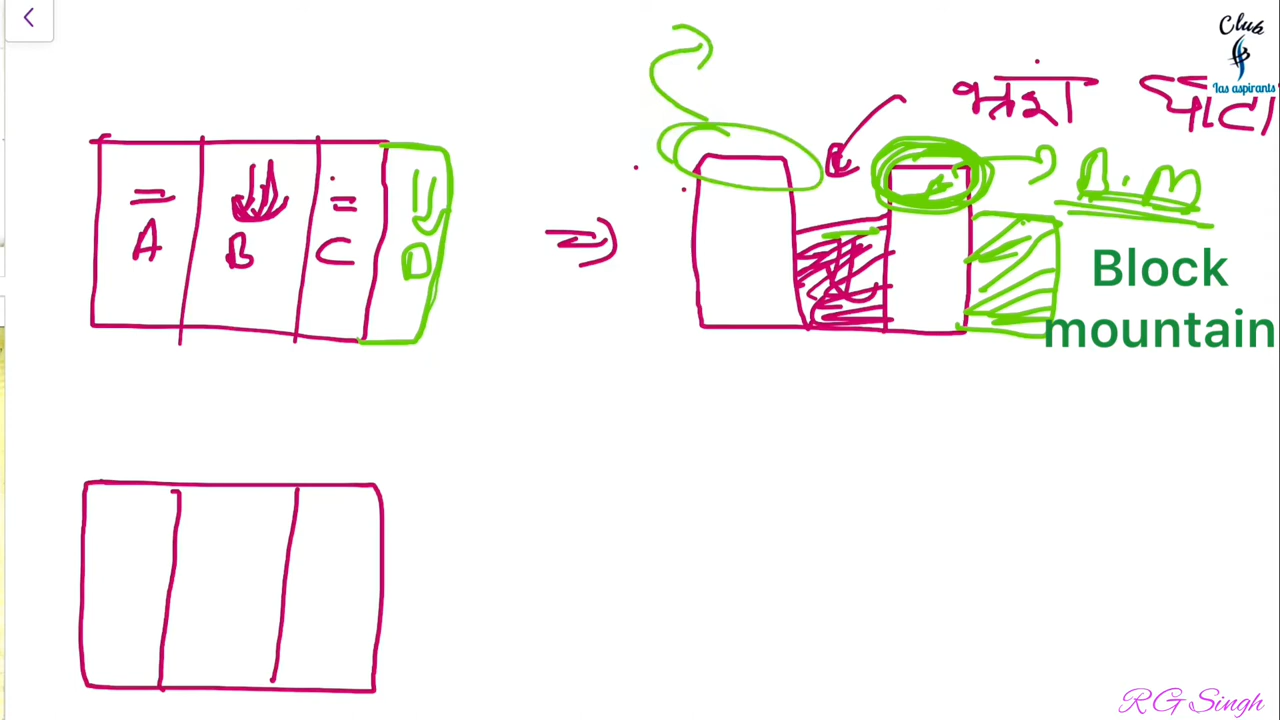 Club
Ias aspirants
भ्रंश घाटी
A B C D
B.M
Block
mountain
RG Singh